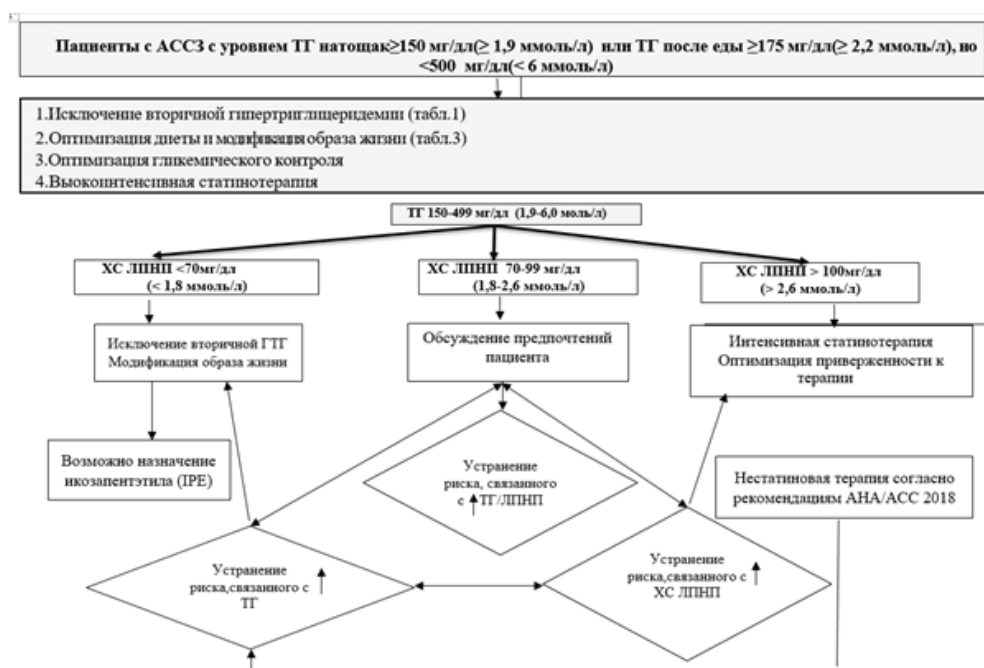 Пациенты с АССЗ с уровнем ТГ натощак≥150 мг/дл(≥ 1,9 ммоль/л) или ТГ после еды ≥175 мг/дл(≥ 2,2 ммоль/л), но
<500 мг/дл(< 6 ммоль/л)
1.Исключение вторичной гипертриглицеридемии (табл.1)
2.Оптимизация диеты и модификация образа жизни (табл.3)
3.Оптимизация гликемического контроля
4.Выокоинтенсивная статинотерапия
ТГ 150-499 мг/дл (1,9-6,0 моль/л)
ХС ЛПНП <70мг/дл
(< 1,8 ммоль/л)
ХС ЛПНП 70-99 мг/дл
(1,8-2,6 ммоль/л)
ХС ЛПНП > 100мг/дл
(> 2,6 ммоль/л)
Исключение вторичной ГТГ
Модификация образа жизни
Обсуждение предпочтений
пациента
Интенсивная статинотерапия
Оптимизация приверженности к
терапии
Возможно назначение
икозапентэтила (IPE)
Устранение
риска, связанного
с ↑ТГ/ЛПНП
Нестатиновая терапия согласно
рекомендациям АНА/АСС 2018
Устранение ↑
риска,связанного с
ТГ
Устранение ↑
риска,связанного с
ХС ЛПНП